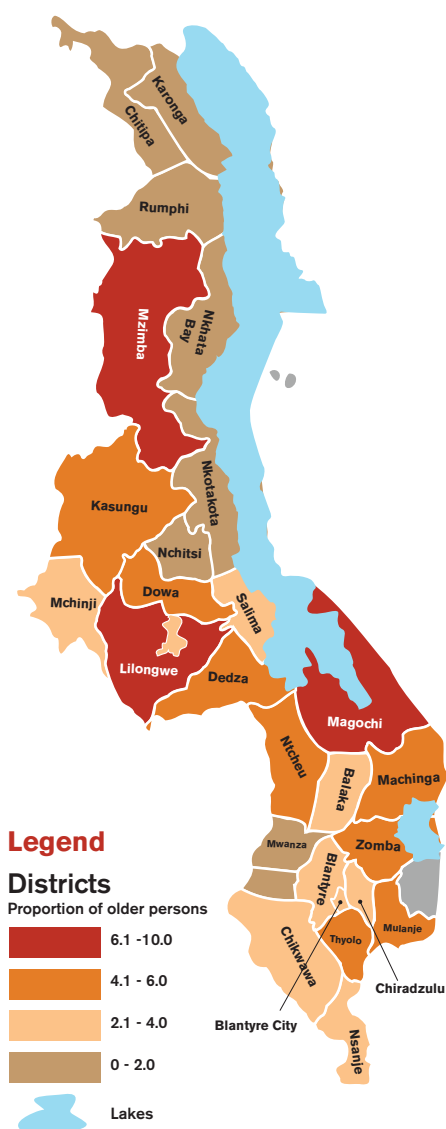 Karonga
Chitipa
Rumphi
Mzimba
Nkhata
Bay
Nkotakota
Kasungu
Nchitsi
Dowa
Mchinji
Salima
Lilongwe
Dedza
Magochi
Ntcheu
Balaka
Machinga
Mwanza
Zomba
Blantyre
Mulanje
Thyolo
Chikwawa
Chiradzulu
Blantyre City
Nsanje
Legend
Districts
Proportion of older persons
6.1 -10.0
4.1 - 6.0
2.1 - 4.0
0 - 2.0
Lakes